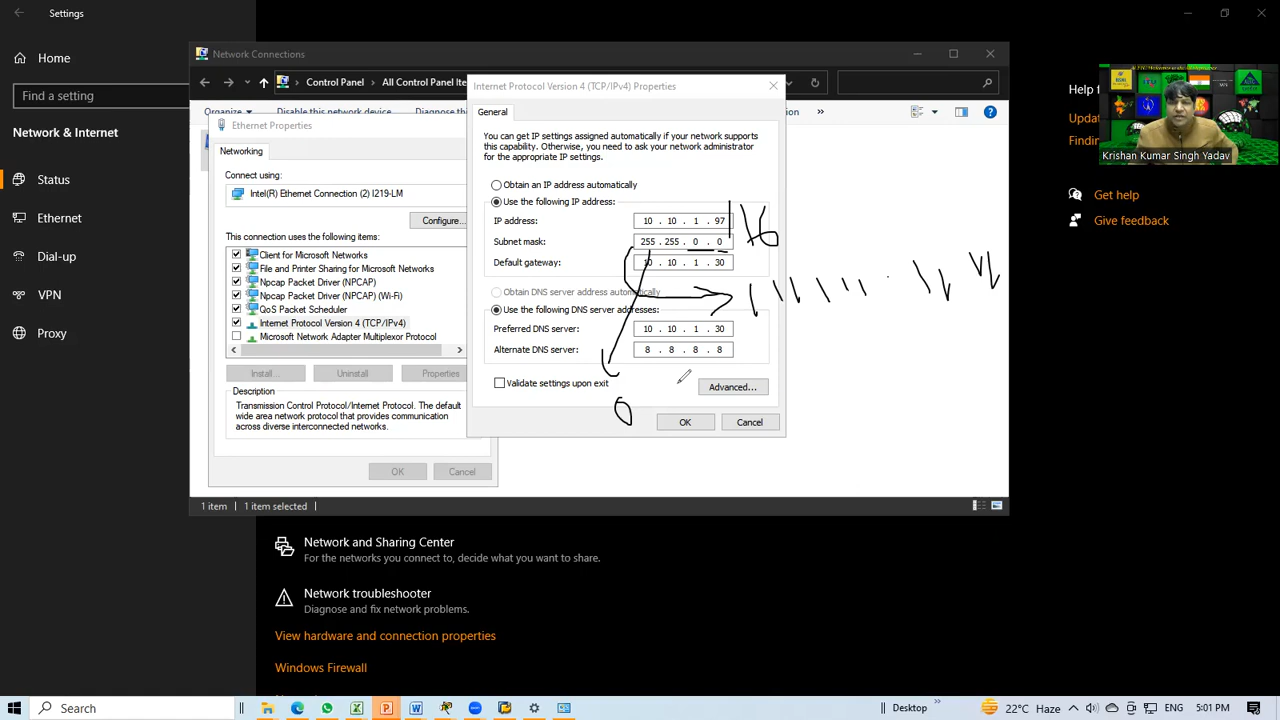 Settings
Home
Find a setting
Network & Internet
Status
Ethernet
Dial-up
VPN
Proxy
Network Connections
Control Panel
All Control Panel Ite
Organize
Disable this network device
Diagnose the
ion
»
Ethernet Properties
Networking
Connect using:
Intel(R) Ethernet Connection (2) I219-LM
Configure...
This connection uses the following items:
Client for Microsoft Networks
File and Printer Sharing for Microsoft Networks
Npcap Packet Driver (NPCAP)
Npcap Packet Driver (NPCAP) (Wi-Fi)
QoS Packet Scheduler
Internet Protocol Version 4 (TCP/IPv4)
Microsoft Network Adapter Multiplexor Protocol
Install...
Uninstall
Properties
Description
Transmission Control Protocol/Internet Protocol. The default
wide area network protocol that provides communication
across diverse interconnected networks.
OK
Cancel
Internet Protocol Version 4 (TCP/IPv4) Properties
General
You can get IP settings assigned automatically if your network supports
this capability. Otherwise, you need to ask your network administrator
for the appropriate IP settings.
Obtain an IP address automatically
Use the following IP address:
IP address:
10 . 10 . 1 . 97
Subnet mask:
255 . 255 . 0 . 0
Default gateway:
10 . 10 . 1 . 30
16
Obtain DNS server address automatically
Use the following DNS server addresses:
Preferred DNS server:
10 . 10 . 1 . 30
Alternate DNS server:
8 . 8 . 8 . 8
Validate settings upon exit
Advanced...
0
OK
Cancel
1 item
1 item selected
Network and Sharing Center
For the networks you connect to, decide what you want to share.
Network troubleshooter
Diagnose and fix network problems.
View hardware and connection properties
Windows Firewall
Krishan Kumar Singh Yadav
Help f
Updat
Findin
Get help
Give feedback
Search
Desktop
22°C Haze
ENG
5:01 PM